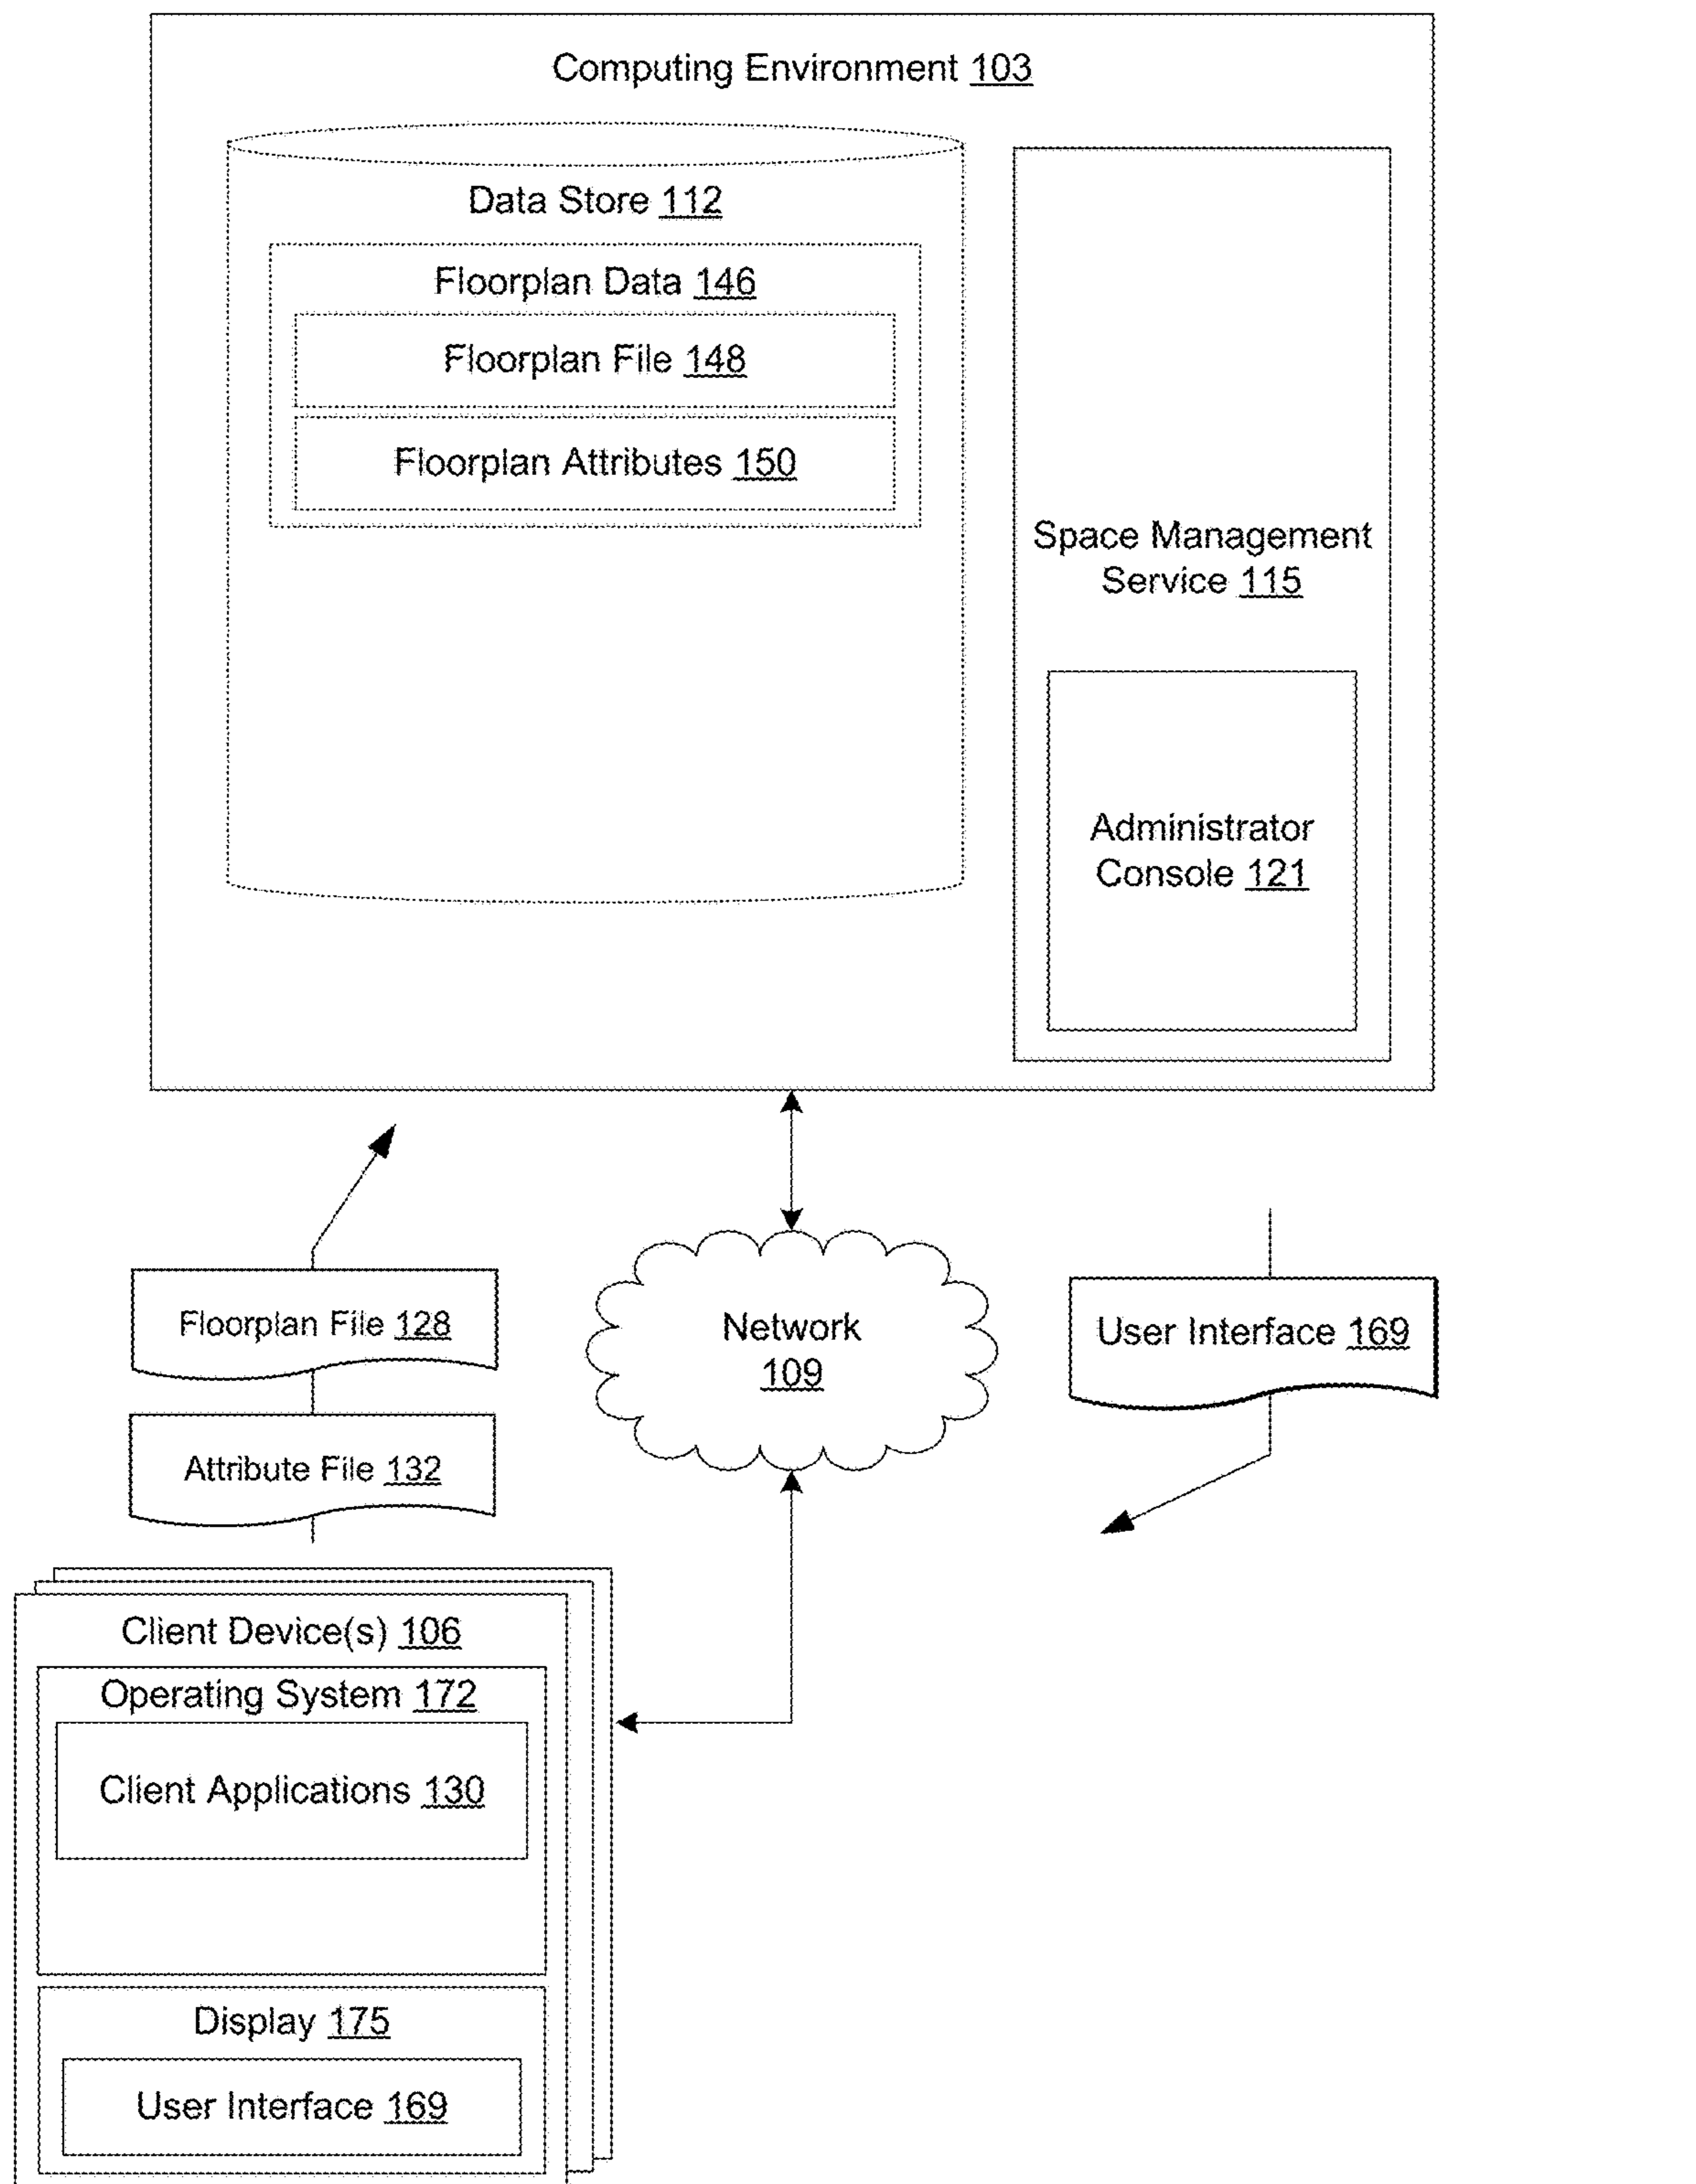 Computing Environment 103
Data Store 112
Floorplan Data 146
Floorplan File 148
Floorplan Attributes 150
Space Management
Service 115
Administrator
Console 121
Floorplan File 128
Attribute File 132
Network
109
User Interface 169
Client Device(s) 106
Operating System 172
Client Applications 130
Display 175
User Interface 169